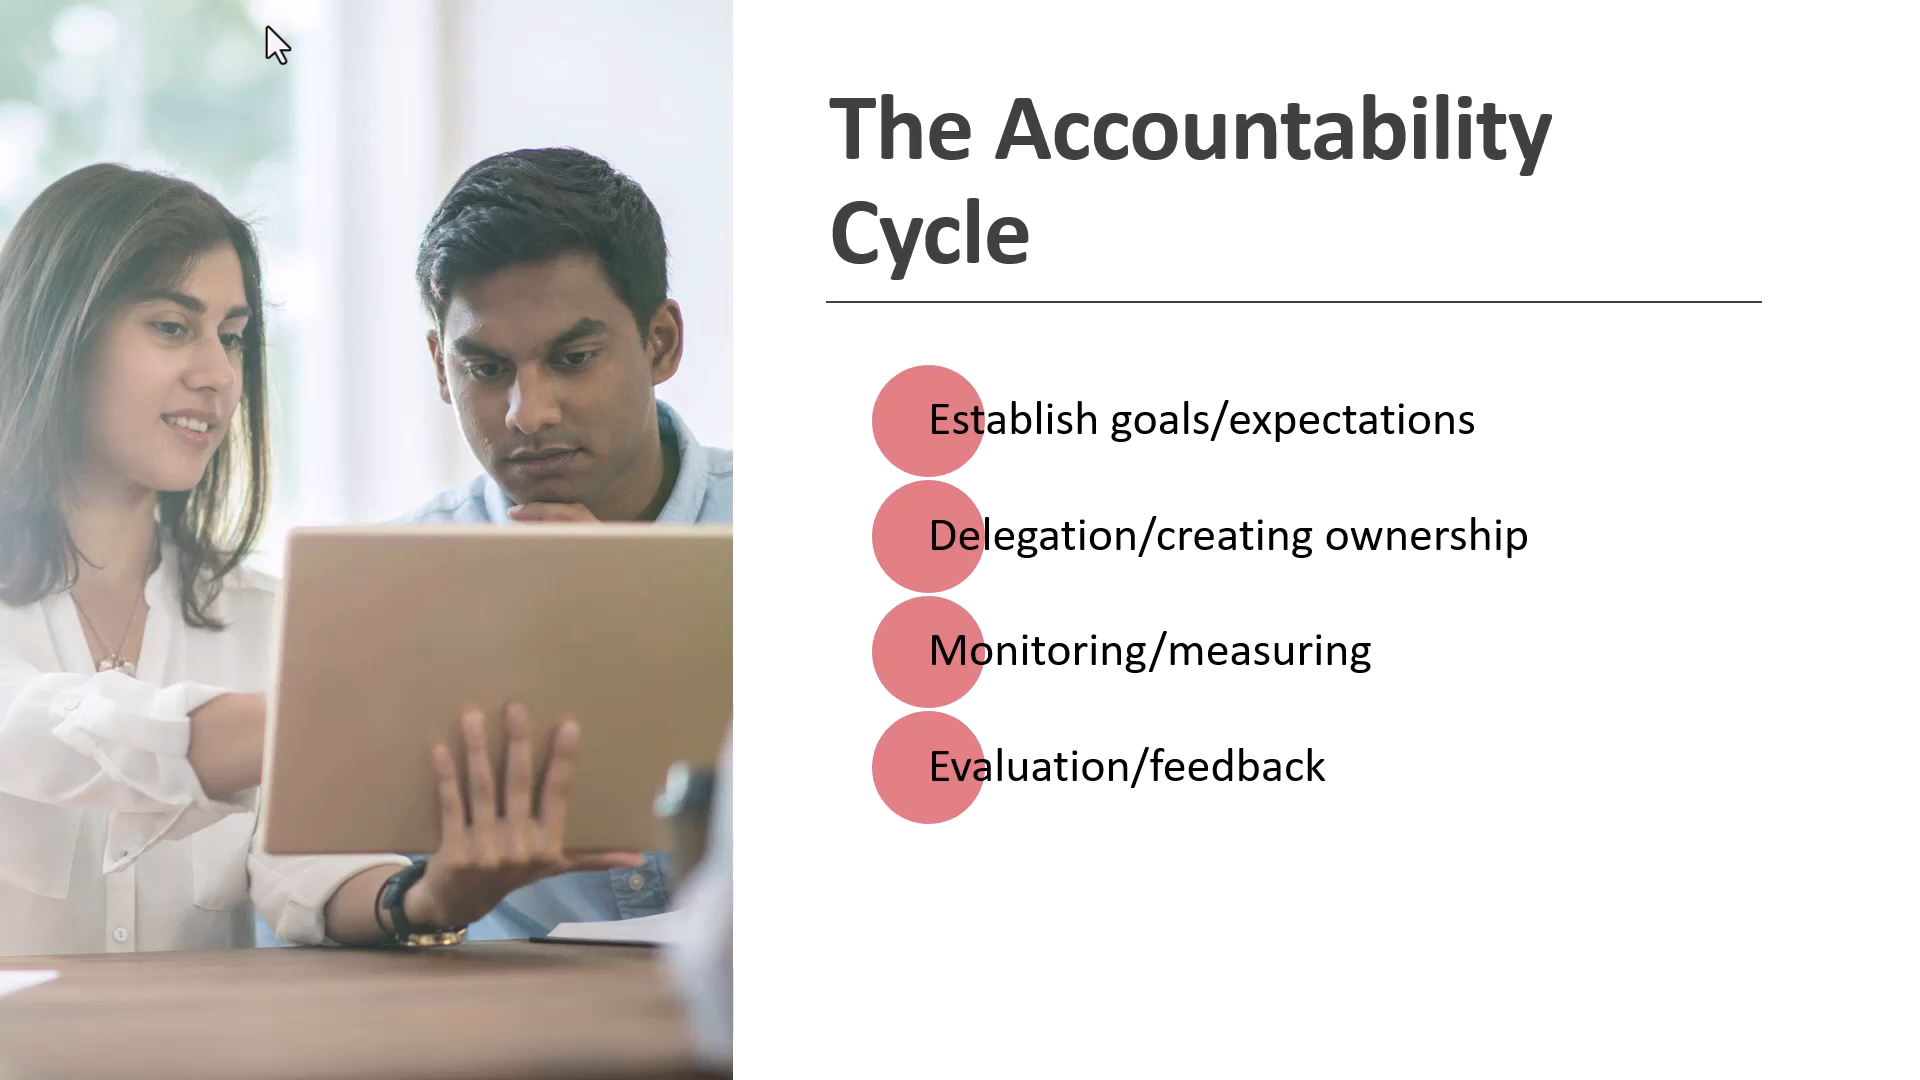 The Accountability
Cycle
Establish goals/expectations
Delegation/creating ownership
Monitoring/measuring
Evaluation/feedback